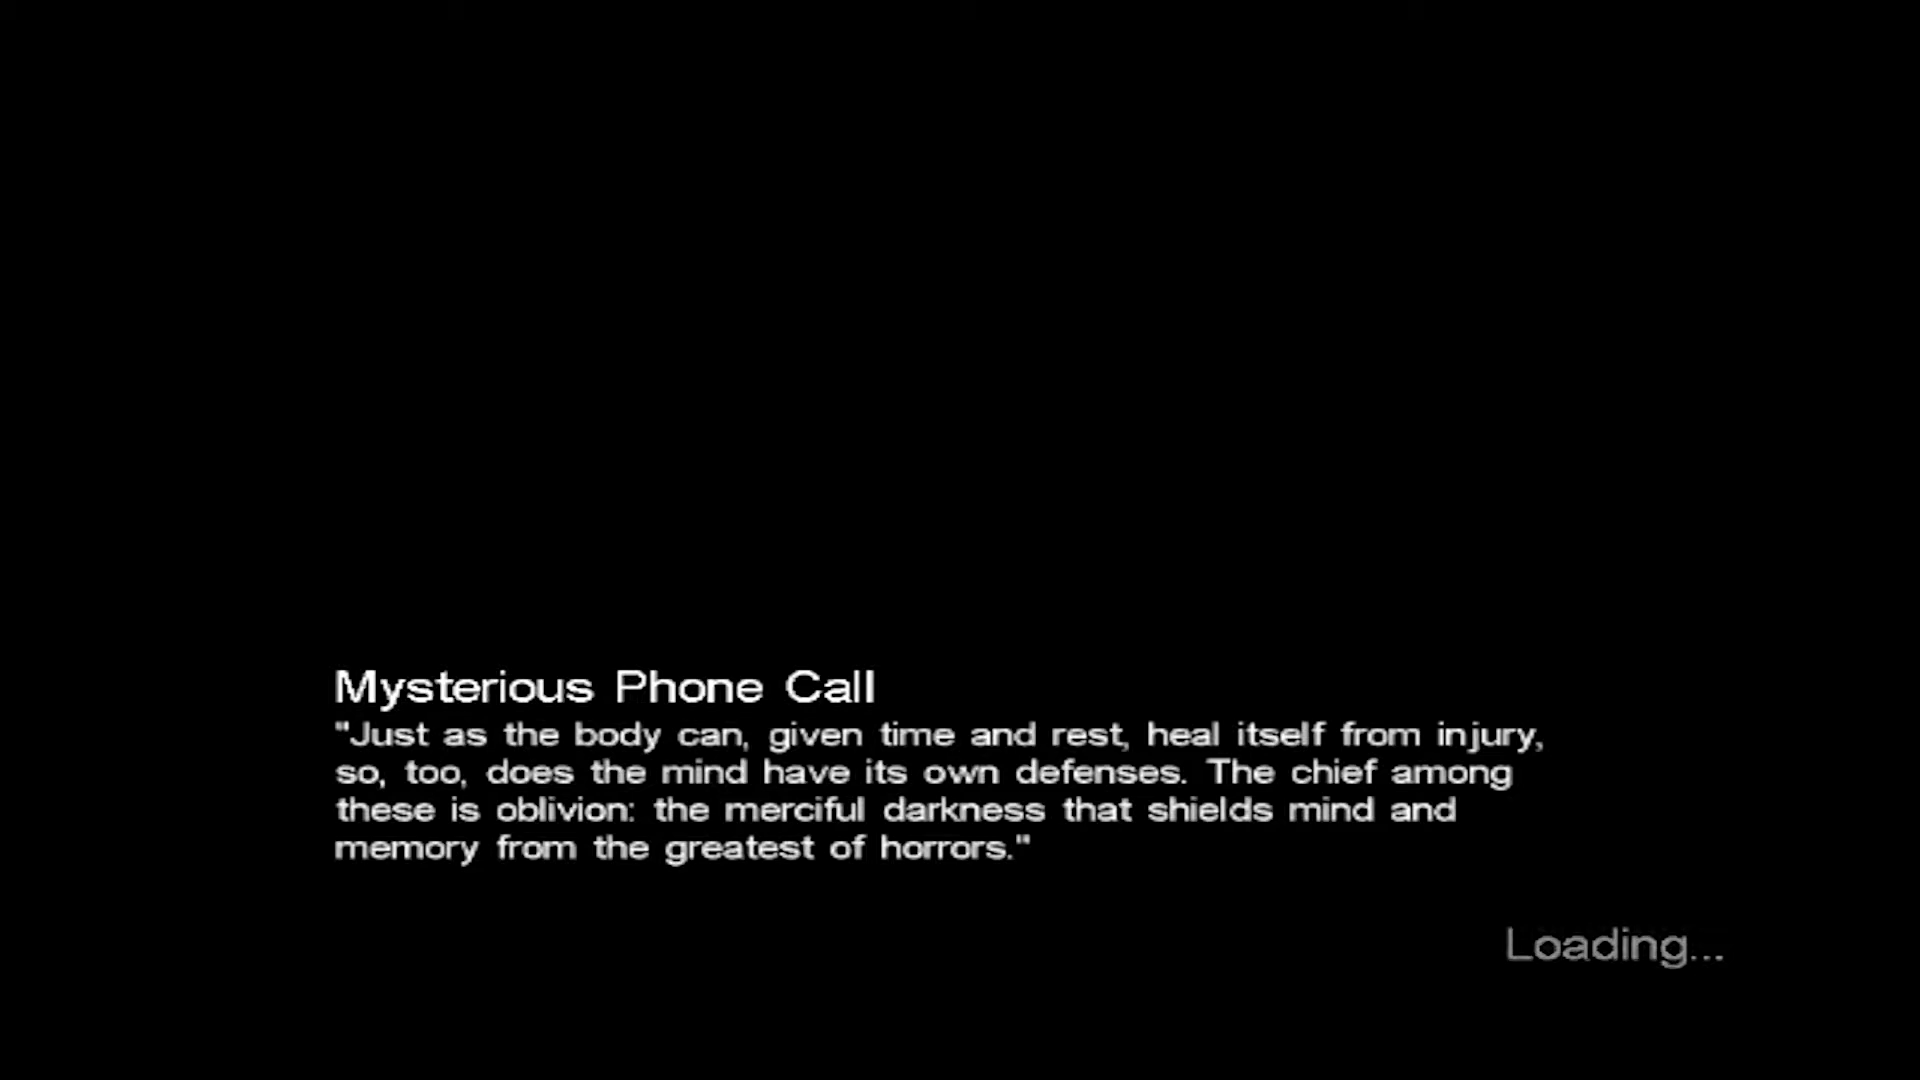 Mysterious Phone Call
"Just as the body can, given time and rest, heal itself from injury,
so, too, does the mind have its own defenses. The chief among
these is oblivion: the merciful darkness that shields mind and
memory from the greatest of horrors."
Loading...